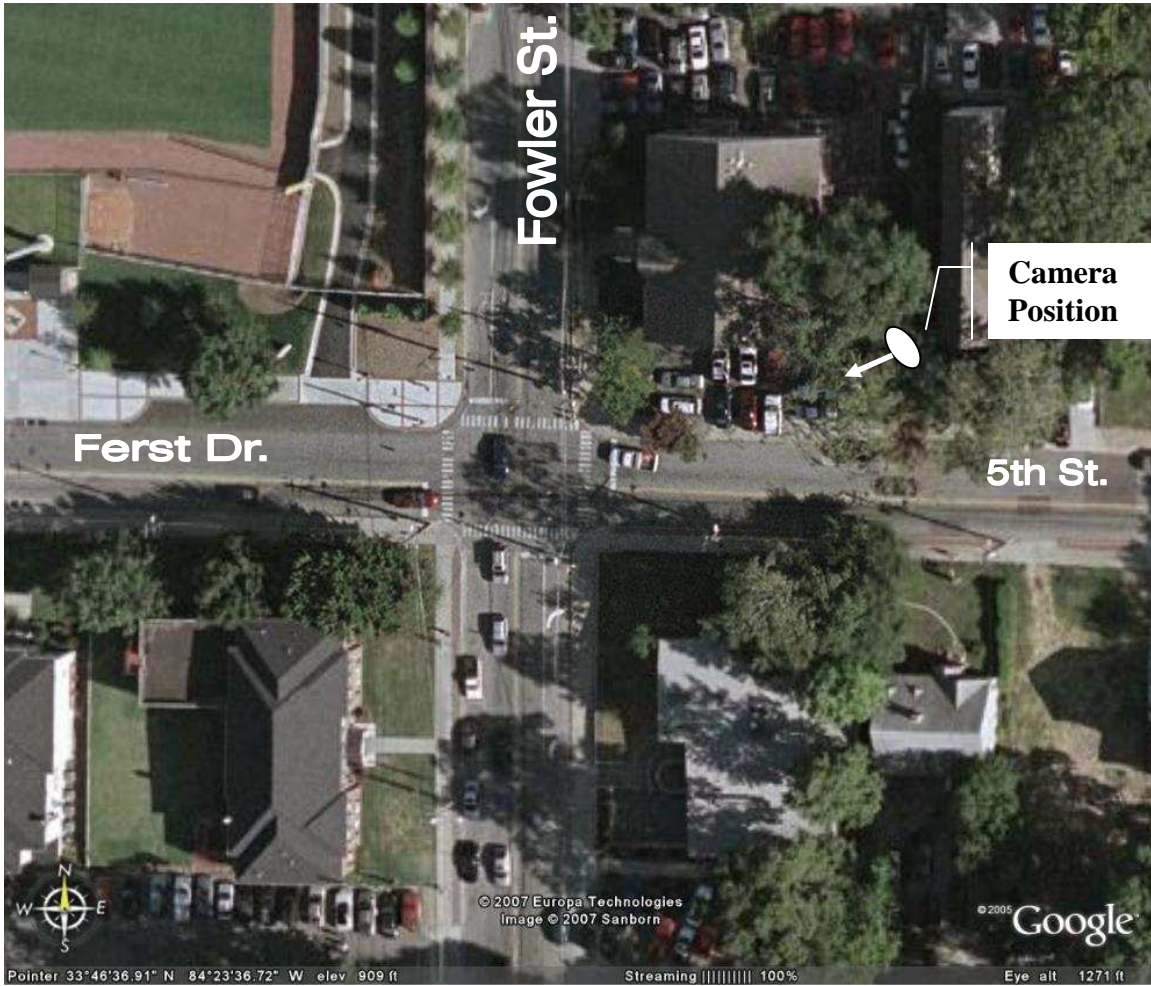 Fowler St.
Camera
Position
Ferst Dr.
5th St.
N
W E
S
© 2007 Europa Technologies
Image © 2007 Sanborn
© 2005 Google
Pointer 33°46'36.91" N 84°23'36.72" W elev 909 ft Streaming |||||||||| 100% Eye alt 1271 ft